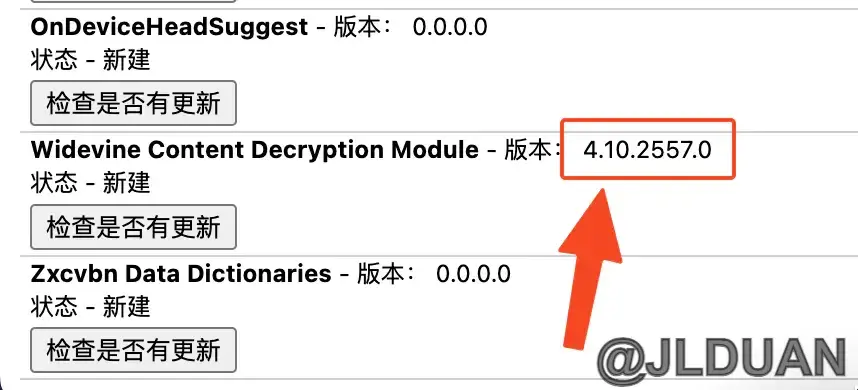 OnDeviceHeadSuggest - 版本： 0.0.0.0
状态 - 新建
检查是否有更新
Widevine Content Decryption Module - 版本： 4.10.2557.0
状态 - 新建
检查是否有更新
Zxcvbn Data Dictionaries - 版本： 0.0.0.0
状态 - 新建
检查是否有更新
@JLDUAN